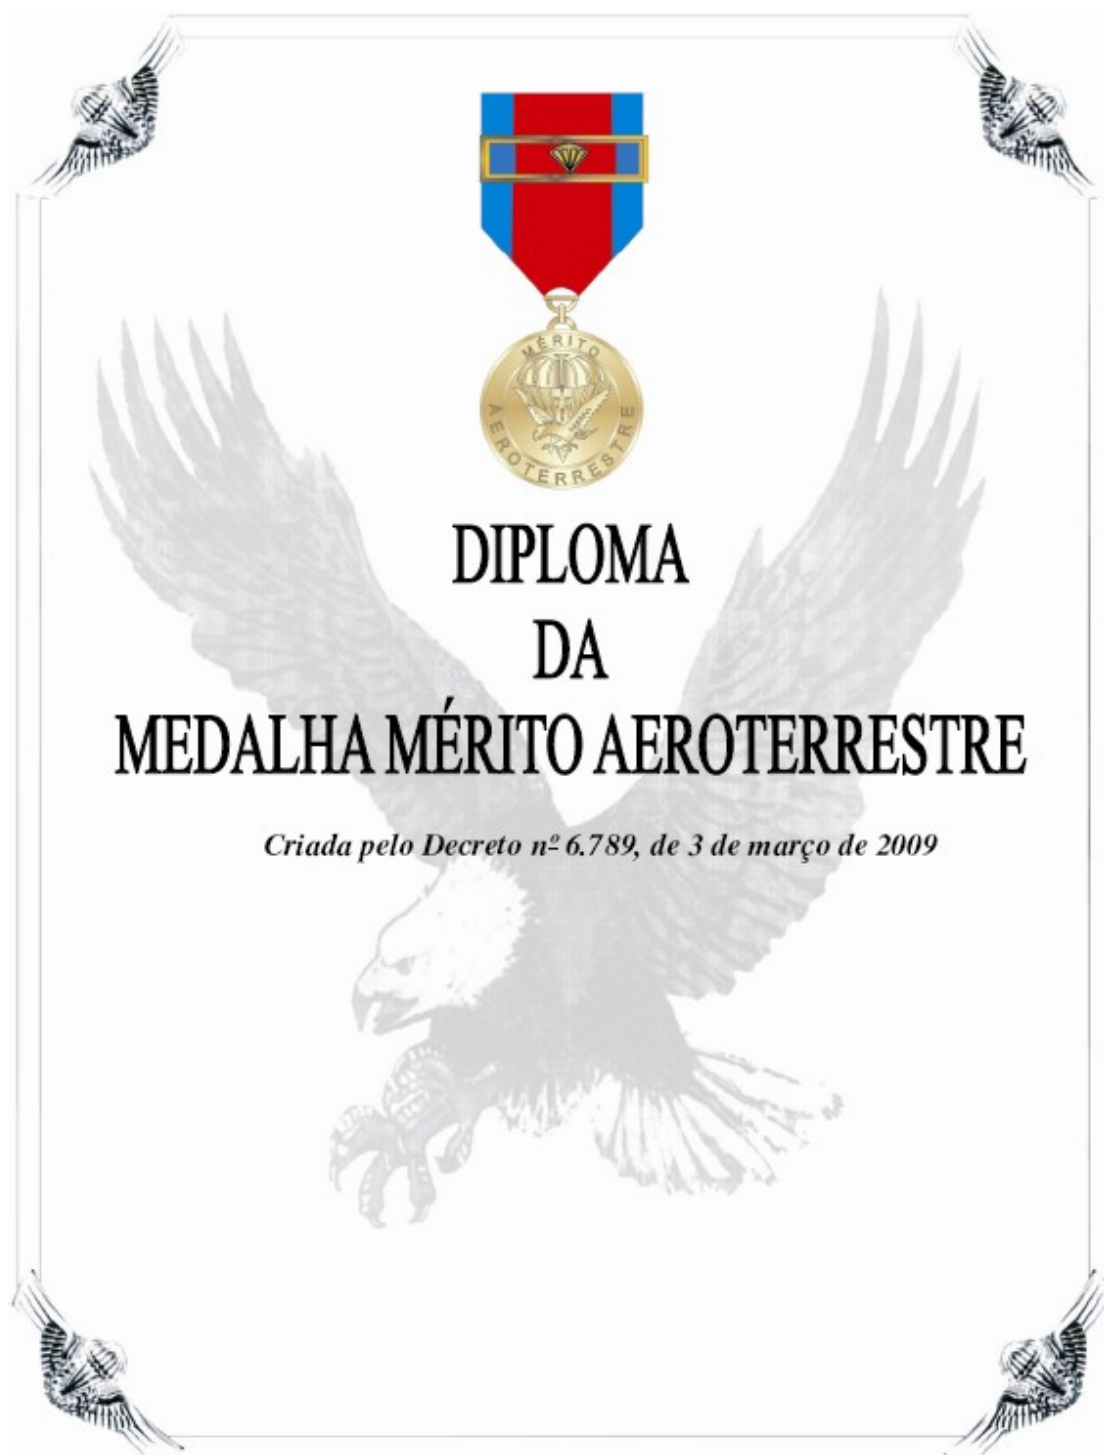 MÉRITO
AEROTERRESTRE
DIPLOMA
DA
MEDALHA MÉRITO AEROTERRESTRE
Criada pelo Decreto nº 6.789, de 3 de março de 2009